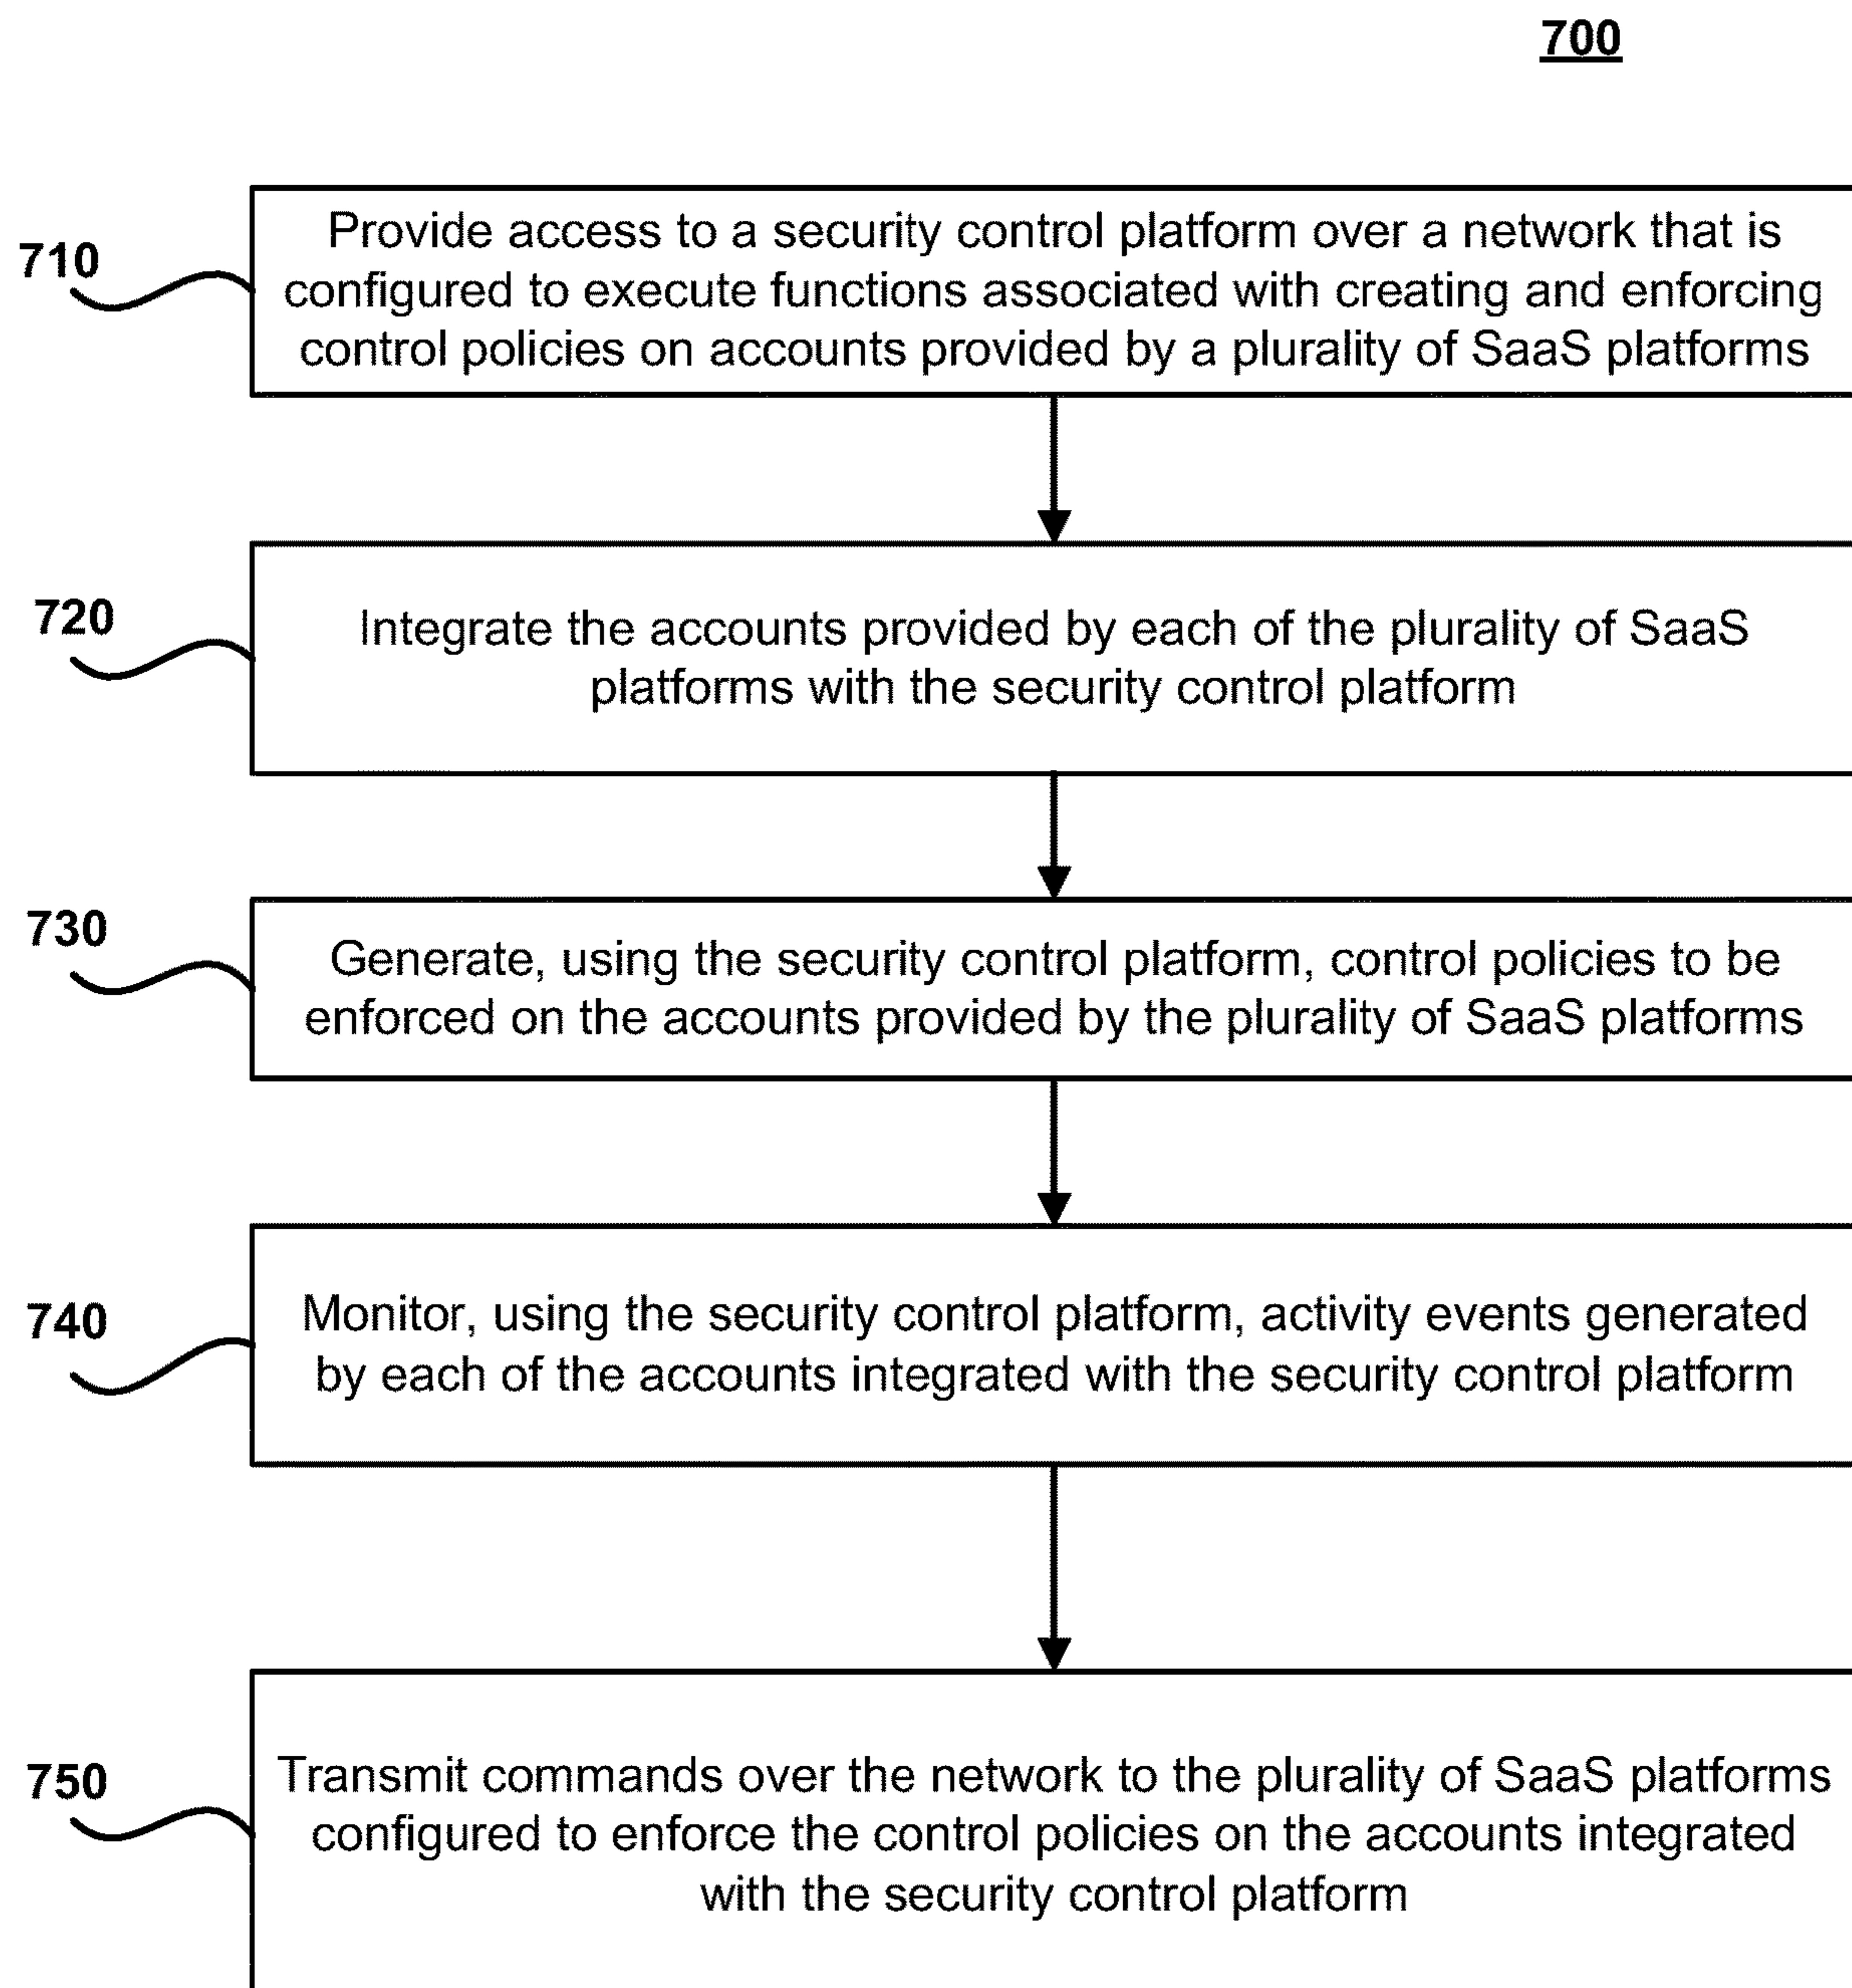 700
710
Provide access to a security control platform over a network that is
configured to execute functions associated with creating and enforcing
control policies on accounts provided by a plurality of SaaS platforms
720
Integrate the accounts provided by each of the plurality of SaaS
platforms with the security control platform
730
Generate, using the security control platform, control policies to be
enforced on the accounts provided by the plurality of SaaS platforms
740
Monitor, using the security control platform, activity events generated
by each of the accounts integrated with the security control platform
750
Transmit commands over the network to the plurality of SaaS platforms
configured to enforce the control policies on the accounts integrated
with the security control platform